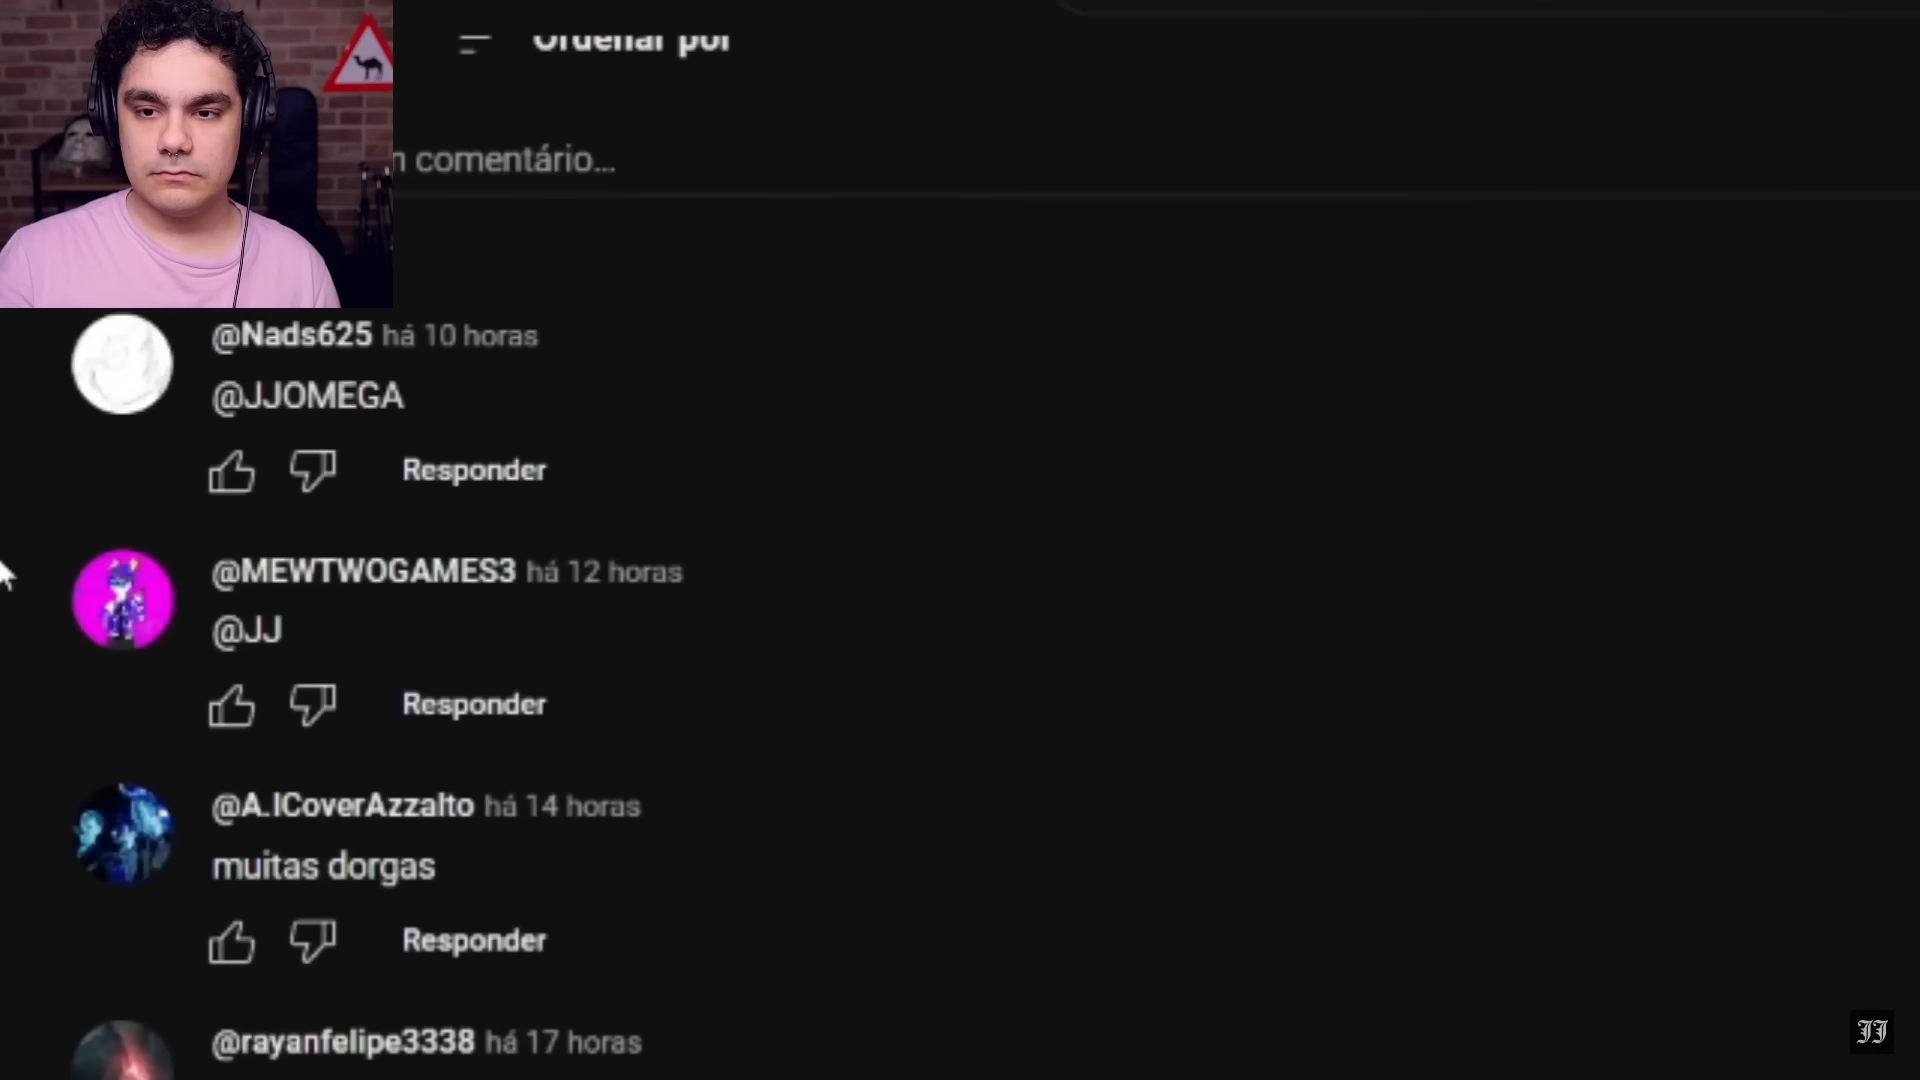 Ordenar por
comentário...
@Nads625 há 10 horas
@JJOMEGA
Responder
@MEWTWOGAMES3 há 12 horas
@JJ
Responder
@A.ICoverAzzalto há 14 horas
muitas dorgas
Responder
@rayanfelipe3338 há 17 horas
JJ